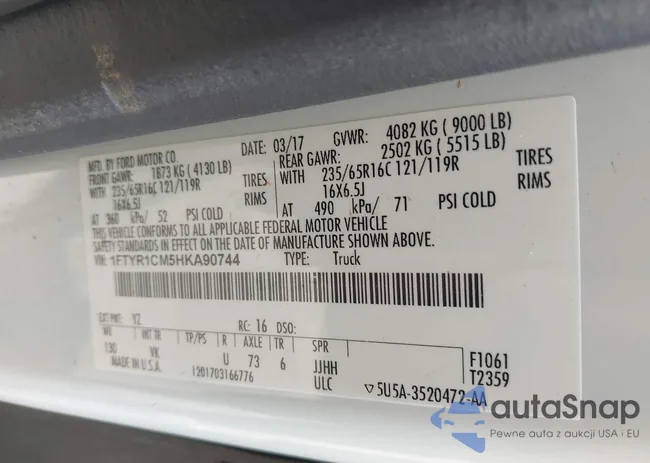 MFD. BY FORD MOTOR CO.
DATE: 03/17 GVWR: 4082 KG ( 9000 LB)
FRONT GAWR: 1873 KG ( 4130 LB) REAR GAWR: 2502 KG ( 5515 LB)
WITH 235/65R16C 121/119R TIRES WITH 235/65R16C 121/119R TIRES
16X6.5J RIMS 16X6.5J RIMS
AT 360 kPa/ 52 PSI COLD AT 490 kPa/ 71 PSI COLD
THIS VEHICLE CONFORMS TO ALL APPLICABLE FEDERAL MOTOR VEHICLE
SAFETY STANDARDS IN EFFECT ON THE DATE OF MANUFACTURE SHOWN ABOVE.
VIN: 1FTYR1CM5HKA90744 TYPE: Truck
EXT PNT: YZ RC: 16 DSO:
WB INT TR TP/PS R AXLE TR SPR
130 VK U 73 6 JJHH F1061
MADE IN U.S.A. 1201703166776 ULC T2359
▽5U5A-3520472-AA
autaSnap
Pewne auta z aukcji USA i EU